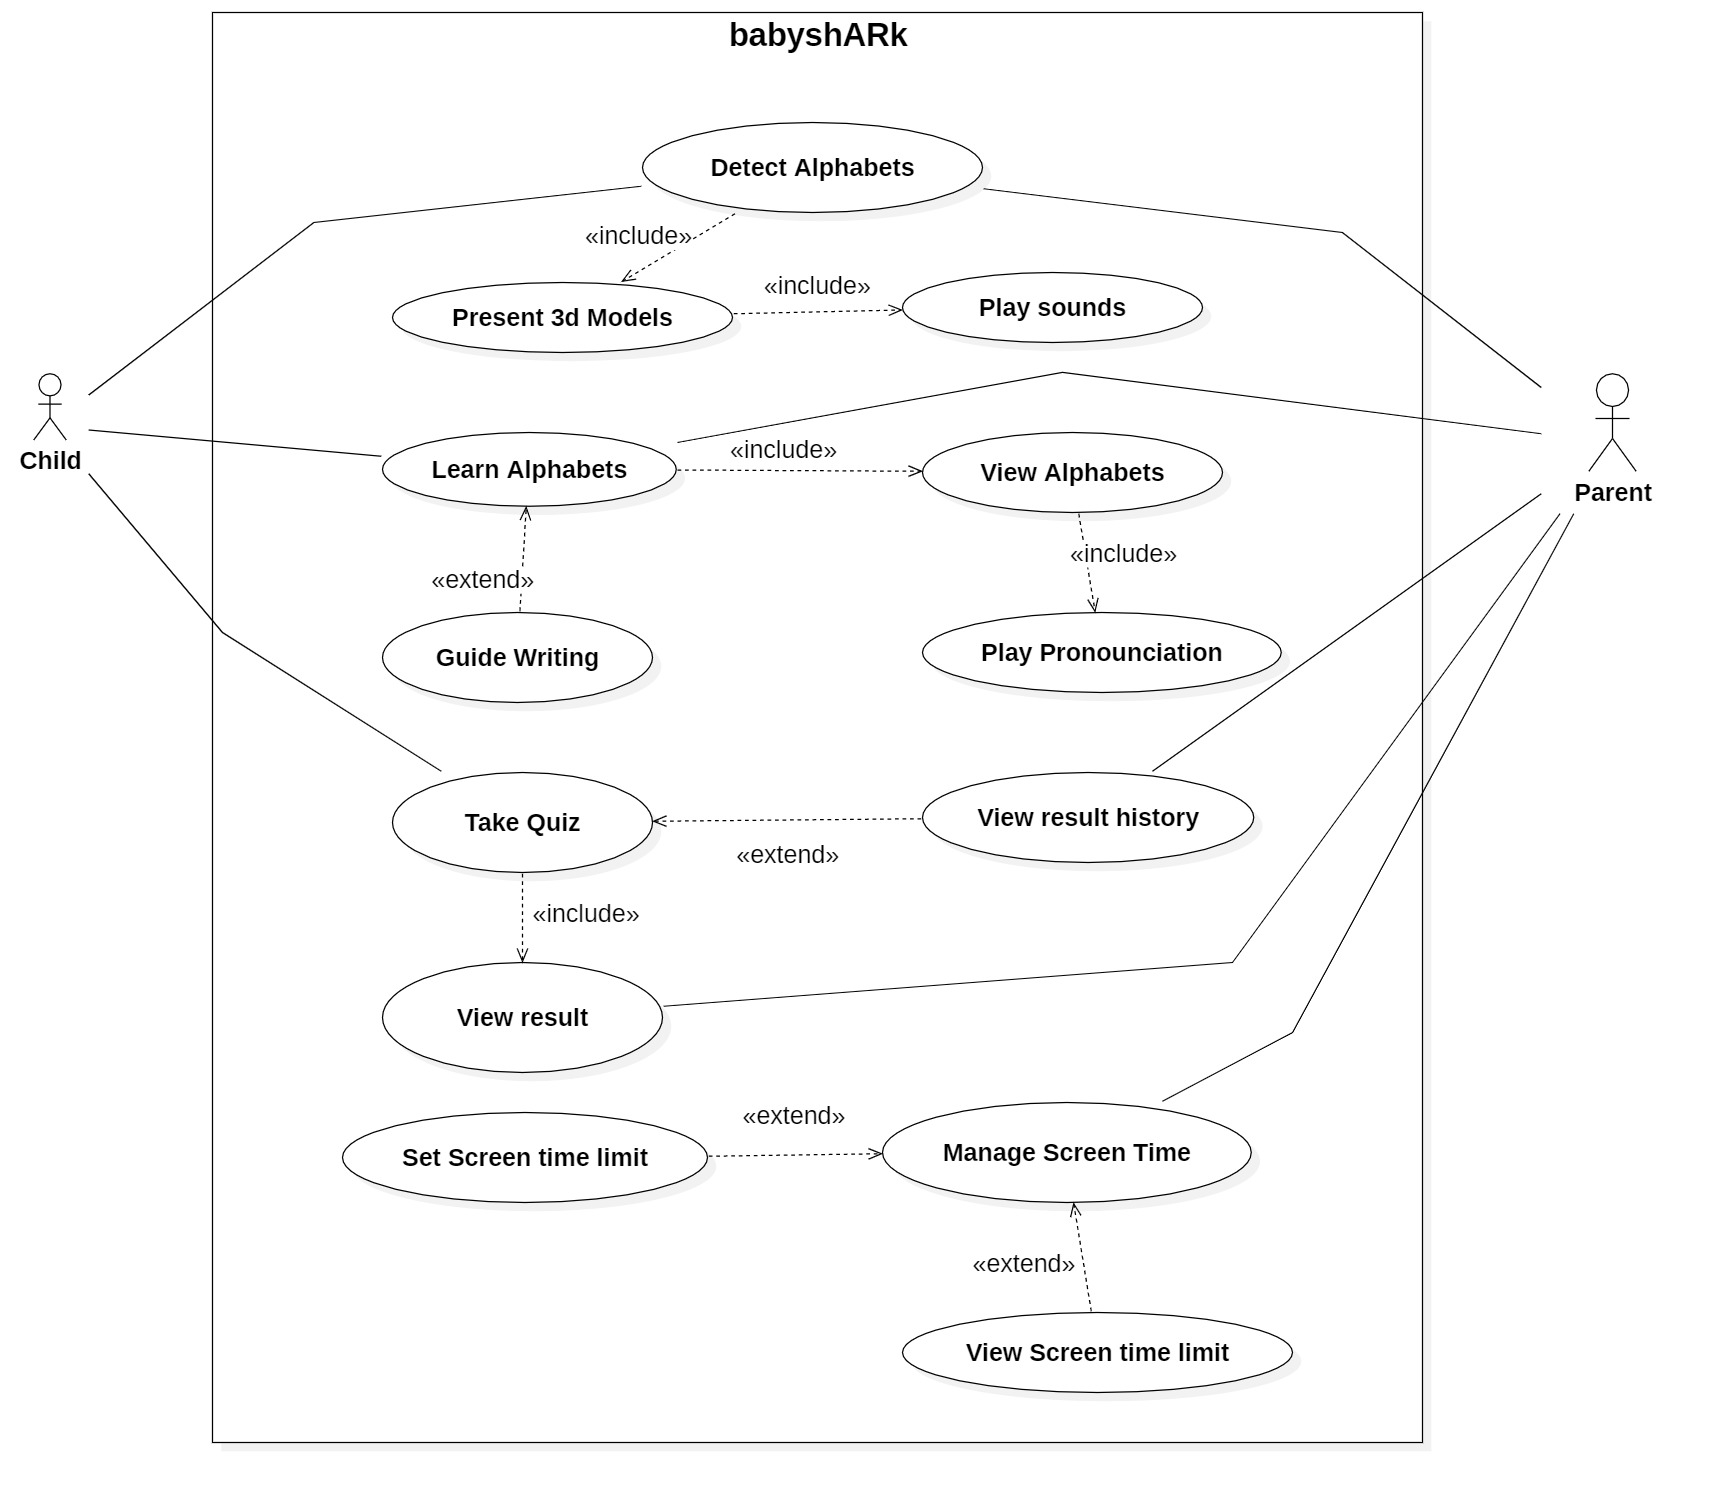 babyshARk
Detect Alphabets
«include»
Present 3d Models
«include»
Play sounds
Child
Parent
Learn Alphabets
«include»
View Alphabets
«include»
«extend»
Guide Writing
Play Pronounciation
Take Quiz
View result history
«extend»
«include»
View result
«extend»
Set Screen time limit
Manage Screen Time
«extend»
View Screen time limit